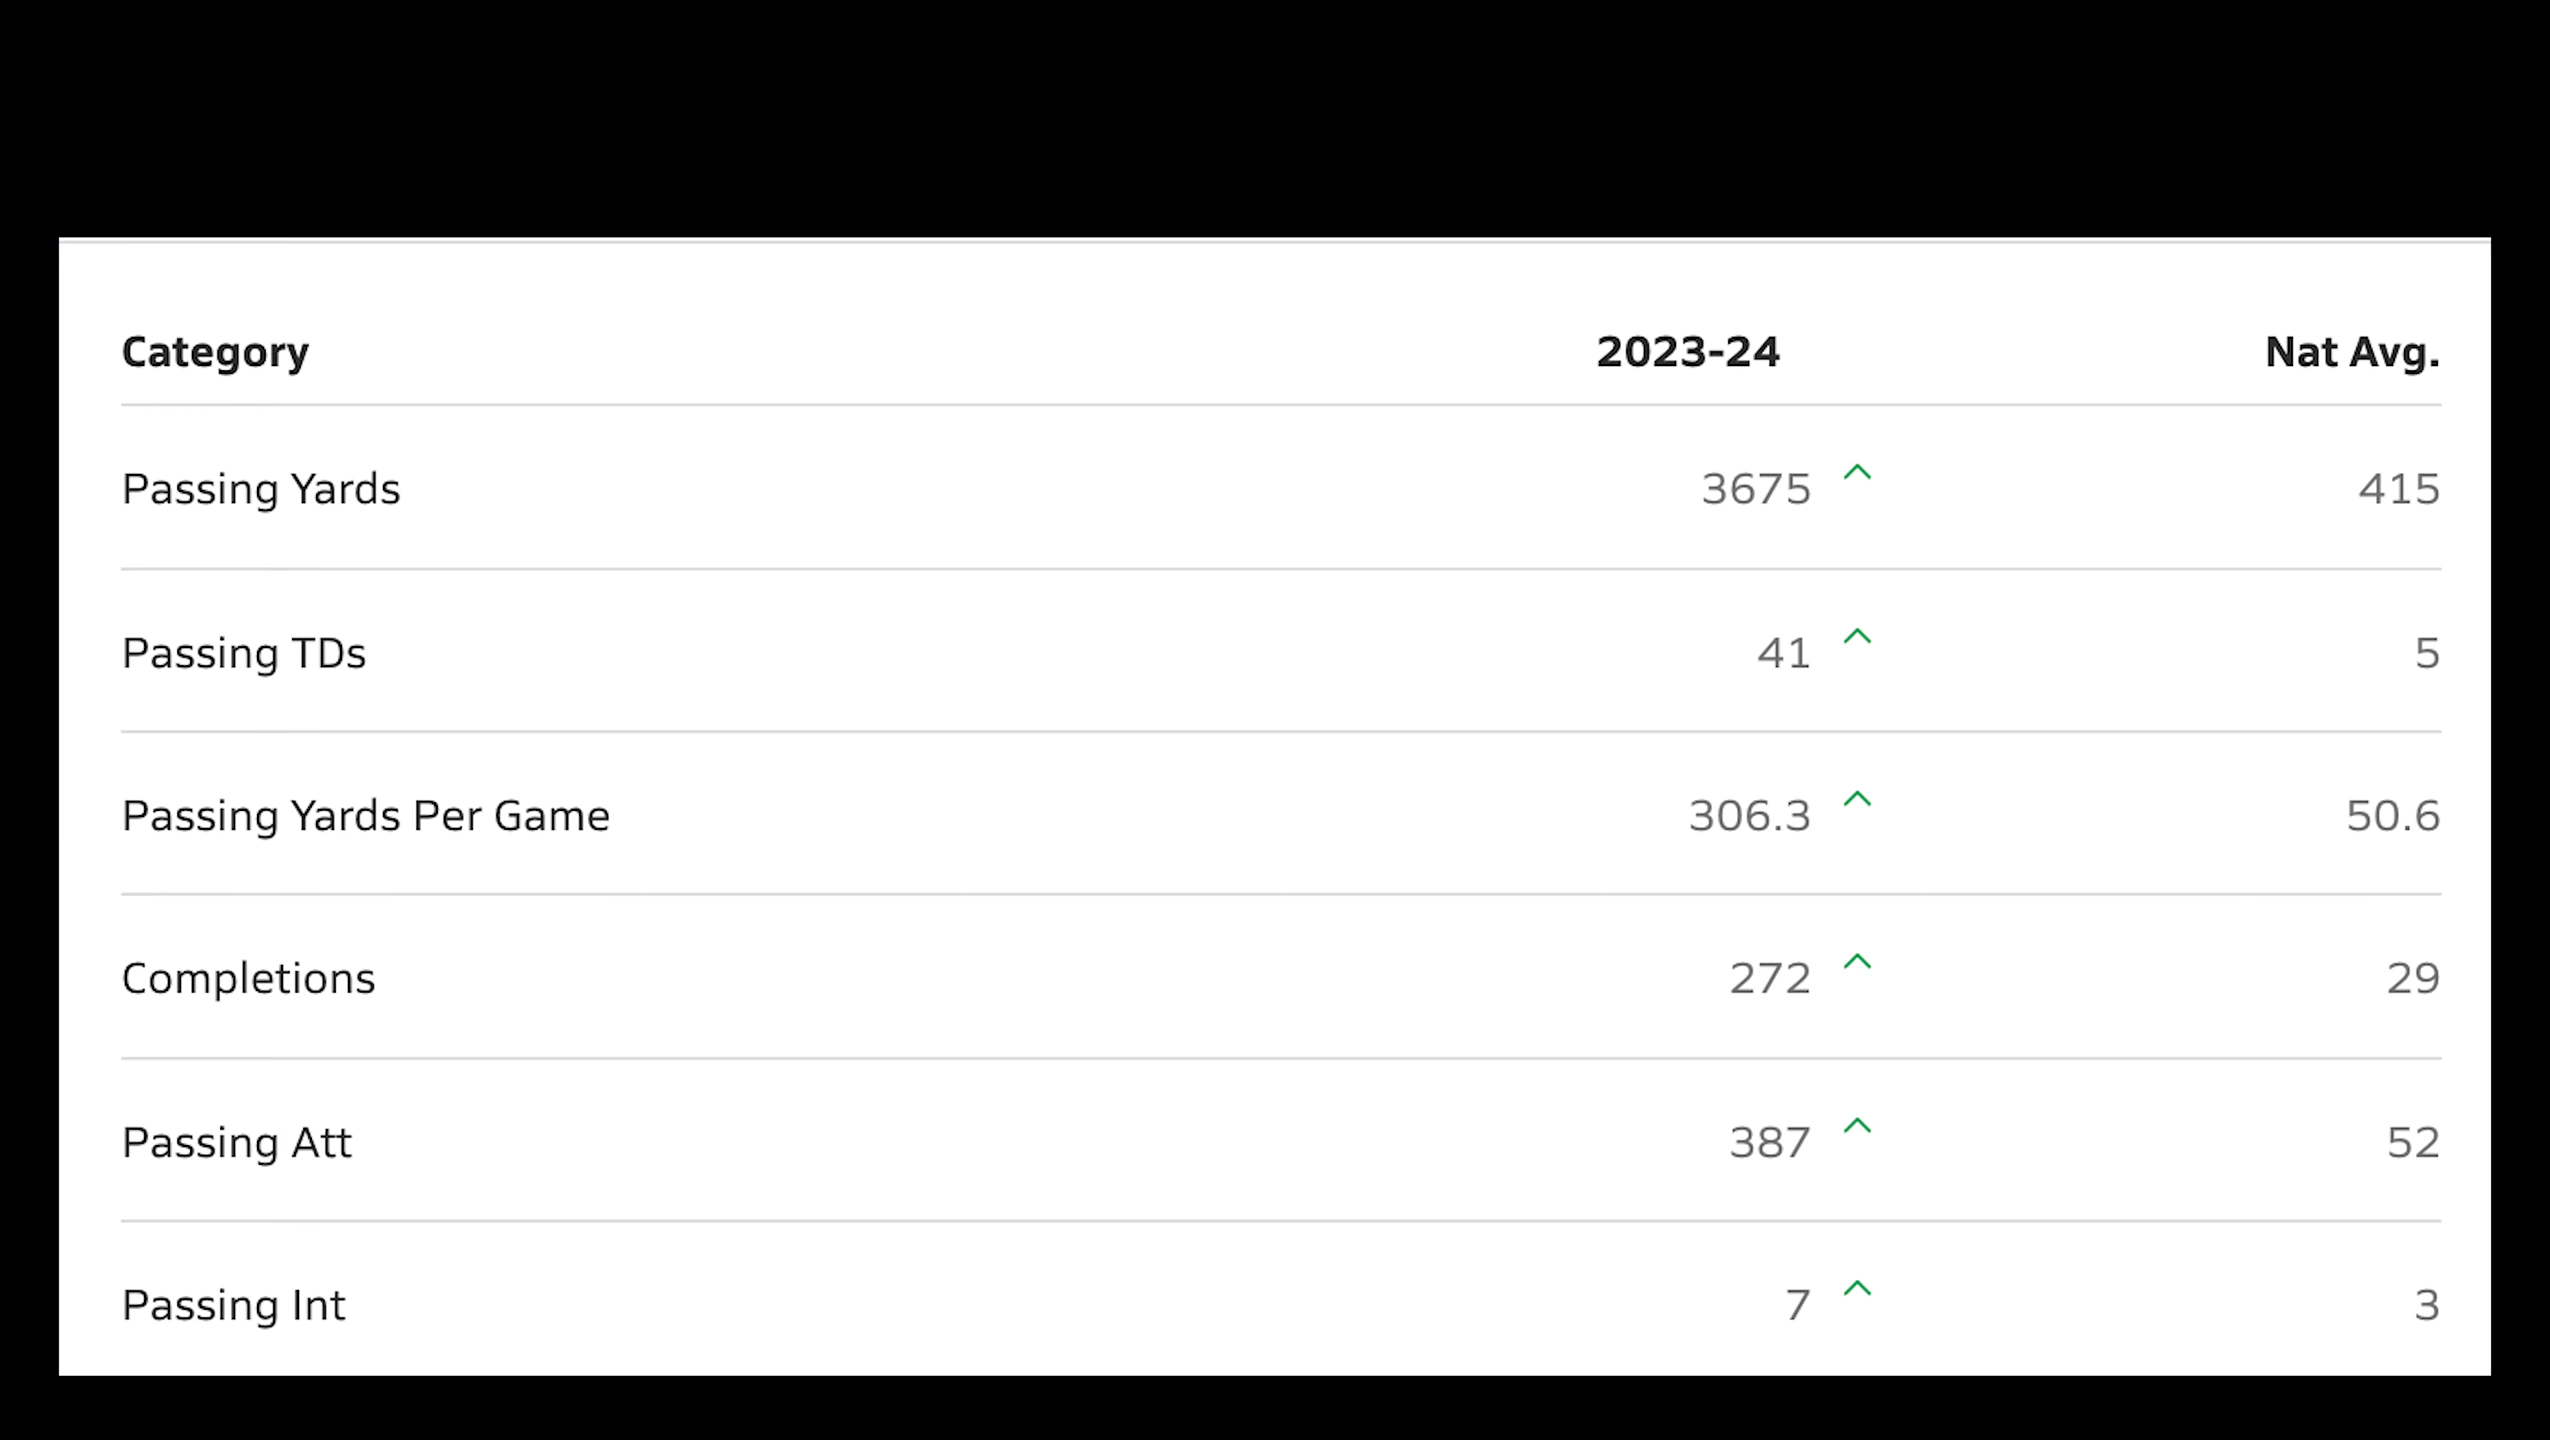 Category 2023-24 Nat Avg.
Passing Yards 3675 415
Passing TDs 41 5
Passing Yards Per Game 306.3 50.6
Completions 272 29
Passing Att 387 52
Passing Int 7 3